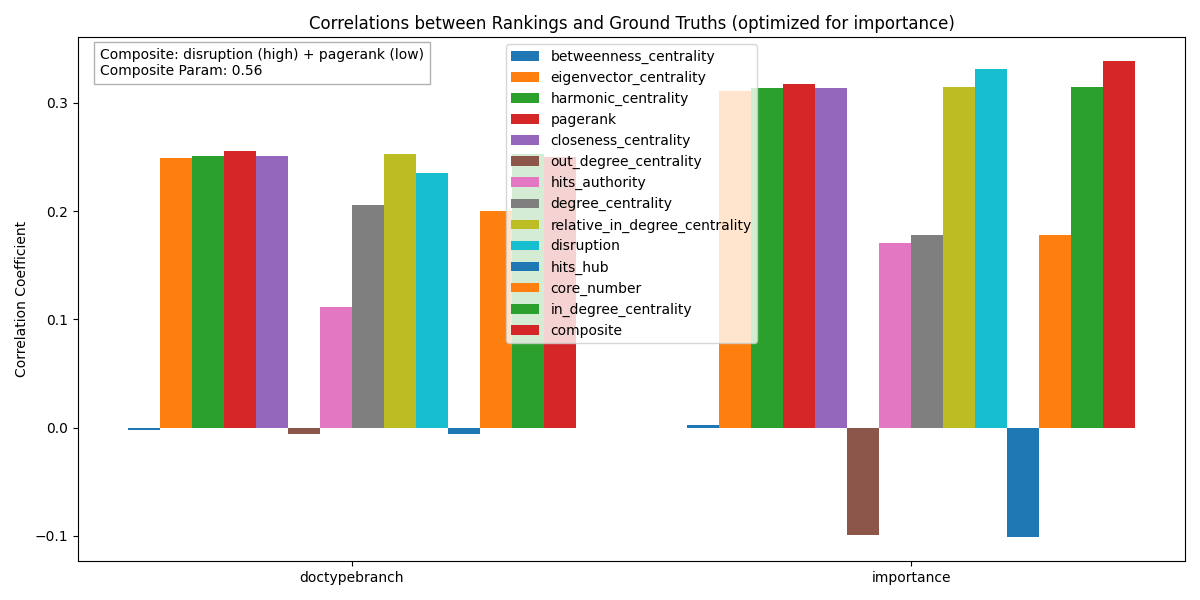 Correlations between Rankings and Ground Truths (optimized for importance)
Composite: disruption (high) + pagerank (low)
Composite Param: 0.56
betweenness_centrality
eigenvector_centrality
harmonic_centrality
pagerank
closeness_centrality
out_degree_centrality
hits_authority
degree_centrality
relative_in_degree_centrality
disruption
hits_hub
core_number
in_degree_centrality
composite
Correlation Coefficient
0.3
0.2
0.1
0.0
−0.1
doctypebranch
importance